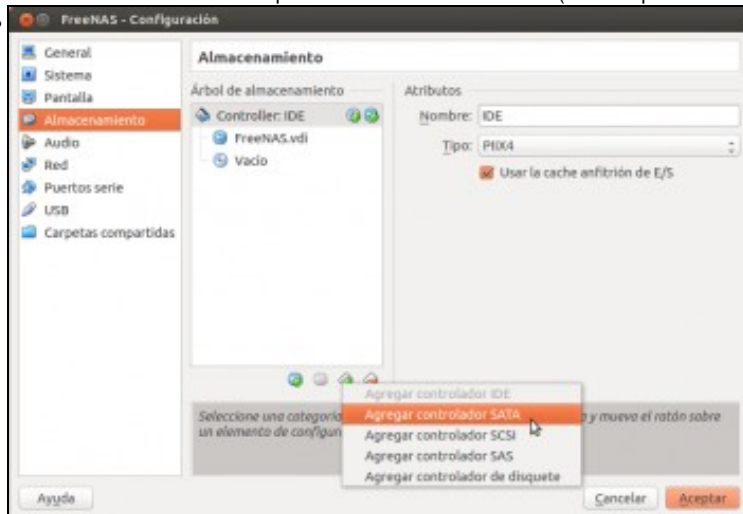 FreeNAS - Configuración
General
Sistema
Pantalla
Almacenamiento
Audio
Red
Puertos serie
USB
Carpetas compartidas
Almacenamiento
Árbol de almacenamiento
Controller: IDE
FreeNAS.vdi
Vacío
Atributos
Nombre: IDE
Tipo: PIIX4
Usar la cache anfitrión de E/S
Agregar controlador IDE
Agregar controlador SATA
Agregar controlador SCSI
Agregar controlador SAS
Agregar controlador de disquete
Seleccione una categoría y mueva el ratón sobre
un elemento de configur
Ayuda
Cancelar
Aceptar